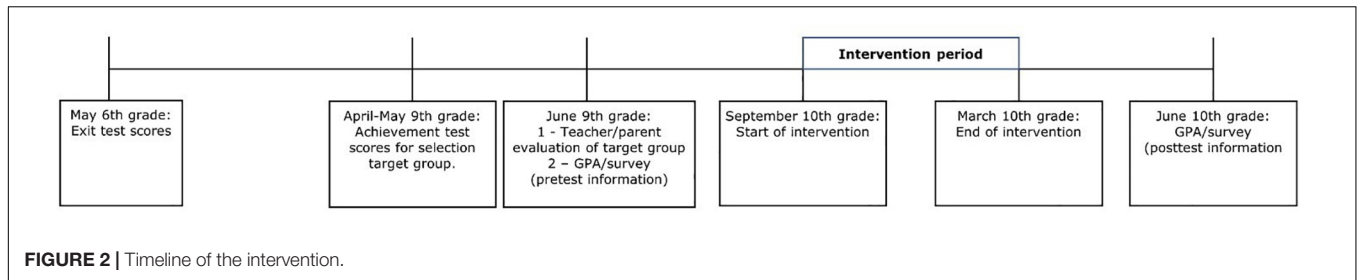 Intervention period
May 6th grade:
Exit test scores
April-May 9th grade:
Achievement test
scores for selection
target group.
June 9th grade:
1 - Teacher/parent
evaluation of target group
2 – GPA/survey
(pretest information)
September 10th grade:
Start of intervention
March 10th grade:
End of intervention
June 10th grade:
GPA/survey
(posttest information
FIGURE 2 | Timeline of the intervention.